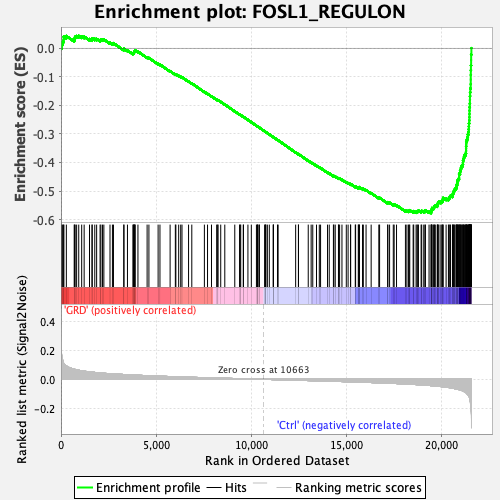 Enrichment plot: FOSL1_REGULON
Enrichment score (ES)
0.0
-0.1
-0.2
-0.3
-0.4
-0.5
-0.6
'GRD' (positively correlated)
Ranked list metric (Signal2Noise)
0.4
0.2
0.0
-0.2
Zero cross at 10663
'Ctrl' (negatively correlated)
0
5,000
10,000
15,000
20,000
Rank in Ordered Dataset
Enrichment profile
Hits
Ranking metric scores